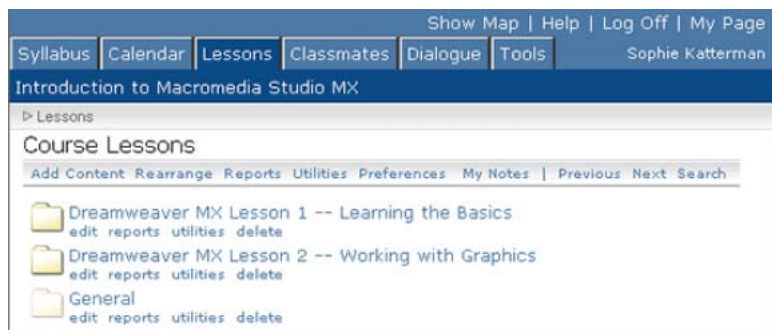 Show Map | Help | Log Off | My Page
Syllabus Calendar Lessons Classmates Dialogue Tools Sophie Katterman
Introduction to Macromedia Studio MX
Lessons
Course Lessons
Add Content Rearrange Reports Utilities Preferences My Notes | Previous Next Search
Dreamweaver MX Lesson 1 -- Learning the Basics
edit reports utilities delete
Dreamweaver MX Lesson 2 -- Working with Graphics
edit reports utilities delete
General
edit reports utilities delete